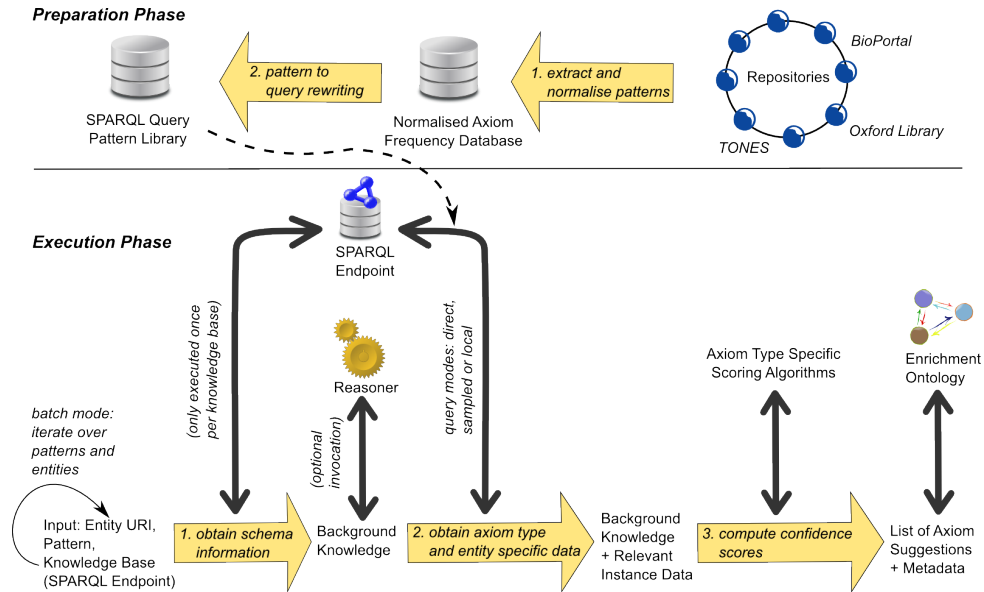 Preparation Phase
BioPortal
Repositories
Oxford Library
TONES
1. extract and
normalise patterns
Normalised Axiom
Frequency Database
2. pattern to
query rewriting
SPARQL Query
Pattern Library
Execution Phase
SPARQL
Endpoint
(only executed once
per knowledge base)
Reasoner
(optional
invocation)
query modes: direct,
sampled or local
Axiom Type Specific
Scoring Algorithms
Enrichment
Ontology
batch mode:
iterate over
patterns and
entities
Input: Entity URI,
Pattern,
Knowledge Base
(SPARQL Endpoint)
1. obtain schema
information
Background
Knowledge
2. obtain axiom type
and entity specific data
Background
Knowledge
+ Relevant
Instance Data
3. compute confidence
scores
List of Axiom
Suggestions
+ Metadata